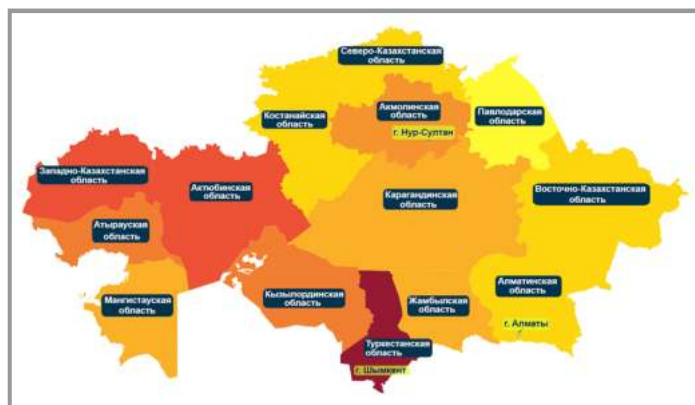 Северо-Казахстанская
область
Костанайская
область
Акмолинская
область
г. Нур-Султан
Павлодарская
область
Западно-Казахстанская
область
Актюбинская
область
Карагандинская
область
Восточно-Казахстанская
область
Атырауская
область
Мангистауская
область
Кызылординская
область
Жамбылская
область
Алматинская
область
г. Алматы
Туркестанская
область
г. Шымкент